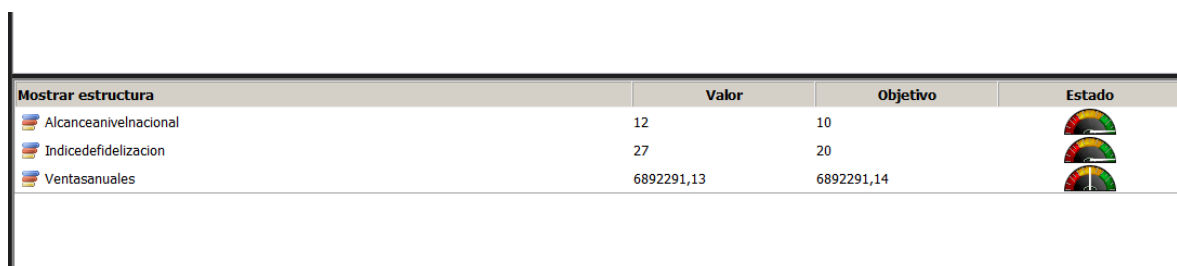 Mostrar estructura Valor Objetivo Estado
Alcanceanivelnacional 12 10
Indicedefidelizacion 27 20
Ventasanuales 6892291,13 6892291,14